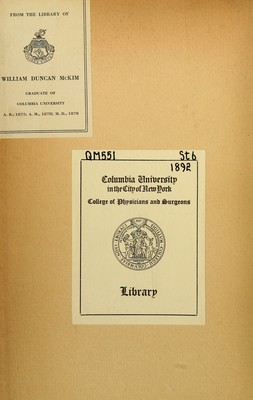 FROM THE LIBRARY OF
WILLIAM DUNCAN McKIM
GRADUATE OF
COLUMBIA UNIVERSITY
A. B., 1875; A. M., 1878; M. D., 1878
QM551 St6
1892
Columbia University
in the City of New York
College of Physicians and Surgeons
Library